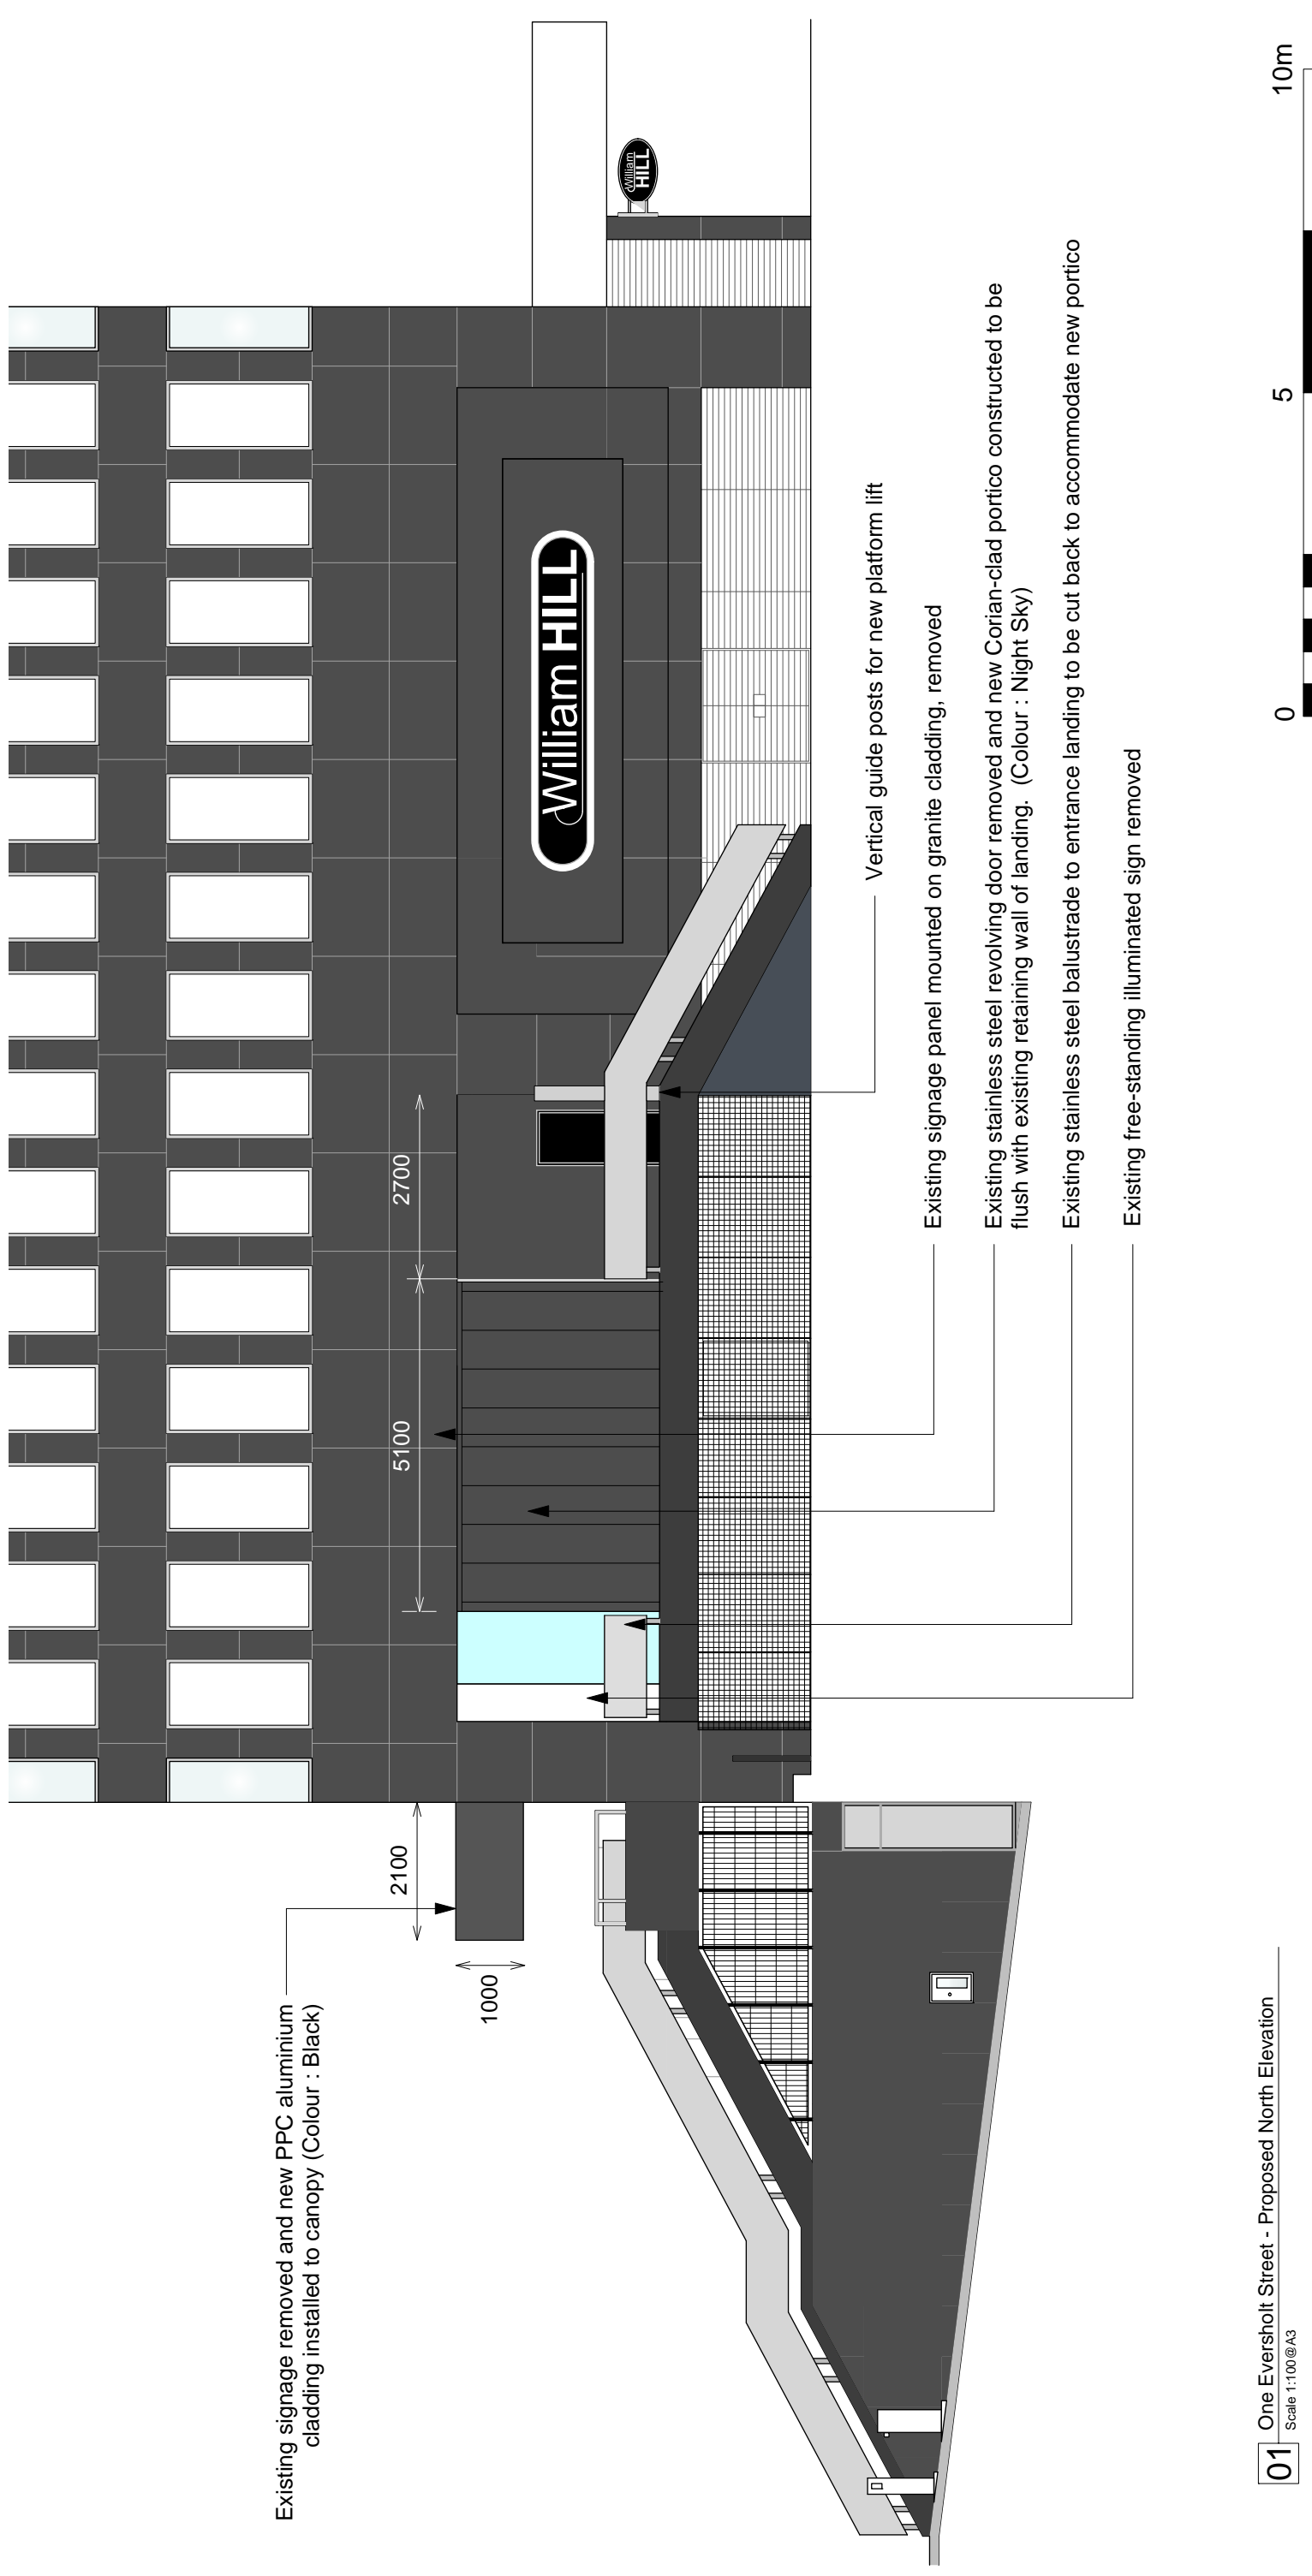 Existing signage removed and new PPC aluminium
cladding installed to canopy (Colour : Black)
2100
1000
5100
2700
William HILL
William
HILL
Vertical guide posts for new platform lift
Existing signage panel mounted on granite cladding, removed
Existing stainless steel revolving door removed and new Corian-clad portico constructed to be
flush with existing retaining wall of landing. (Colour : Night Sky)
Existing stainless steel balustrade to entrance landing to be cut back to accommodate new portico
Existing free-standing illuminated sign removed
01
One Eversholt Street - Proposed North Elevation
Scale 1:100@A3
0
5
10m